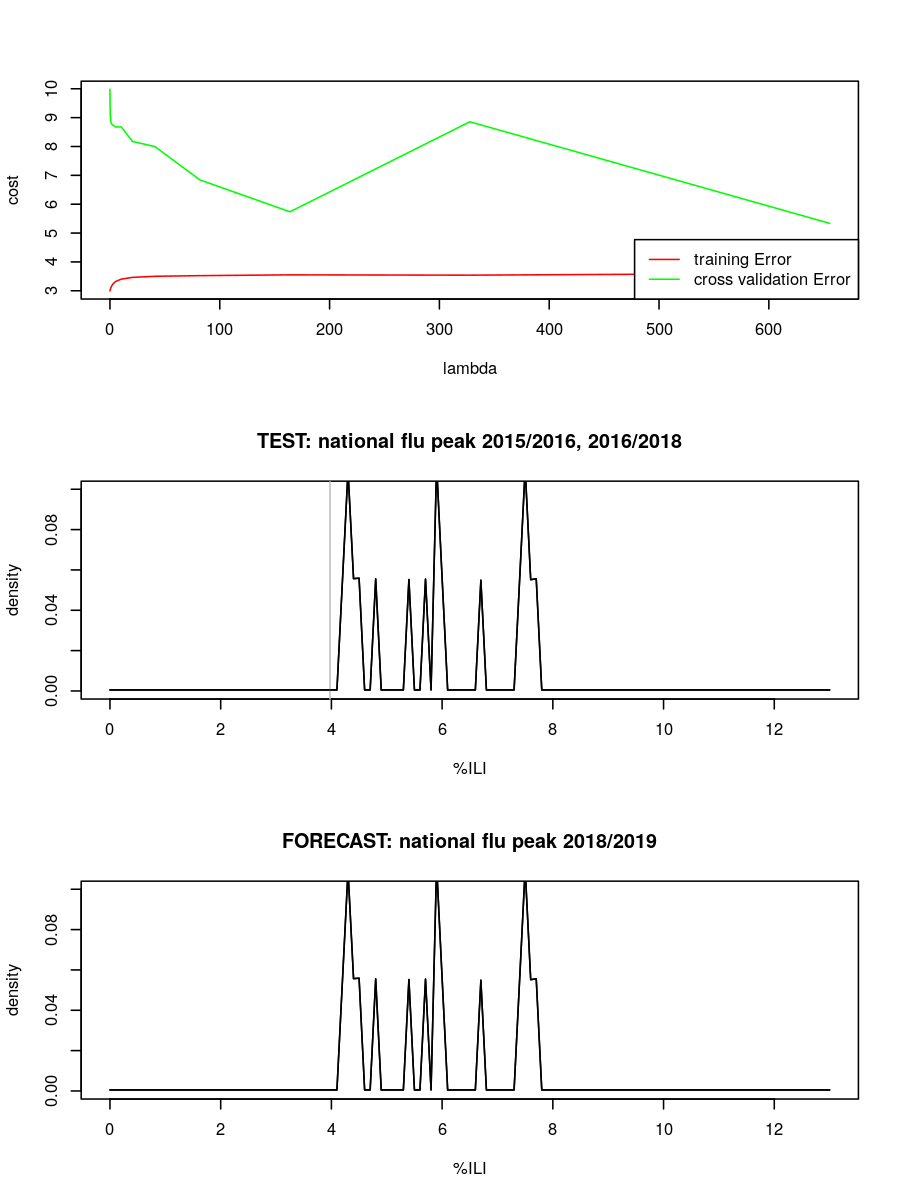 10
9
8
7
6
5
4
3
cost
training Error
cross validation Error
0 100 200 300 400 500 600
lambda
TEST: national flu peak 2015/2016, 2016/2018
0.08
0.04
0.00
density
0 2 4 6 8 10 12
%ILI
FORECAST: national flu peak 2018/2019
0.08
0.04
0.00
density
0 2 4 6 8 10 12
%ILI